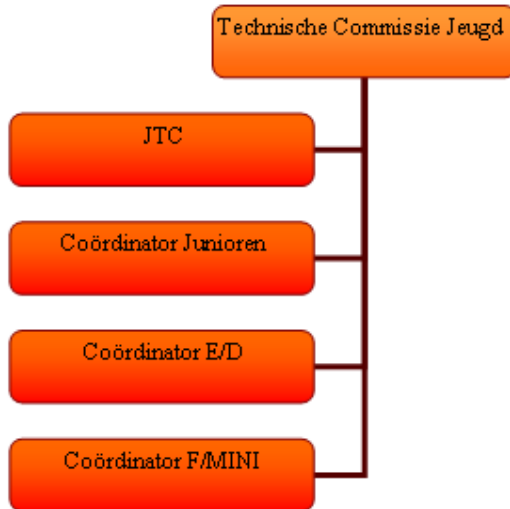 Technische Commissie Jeugd
JTC
Coördinator Junioren
Coördinator E/D
Coördinator F/MINI